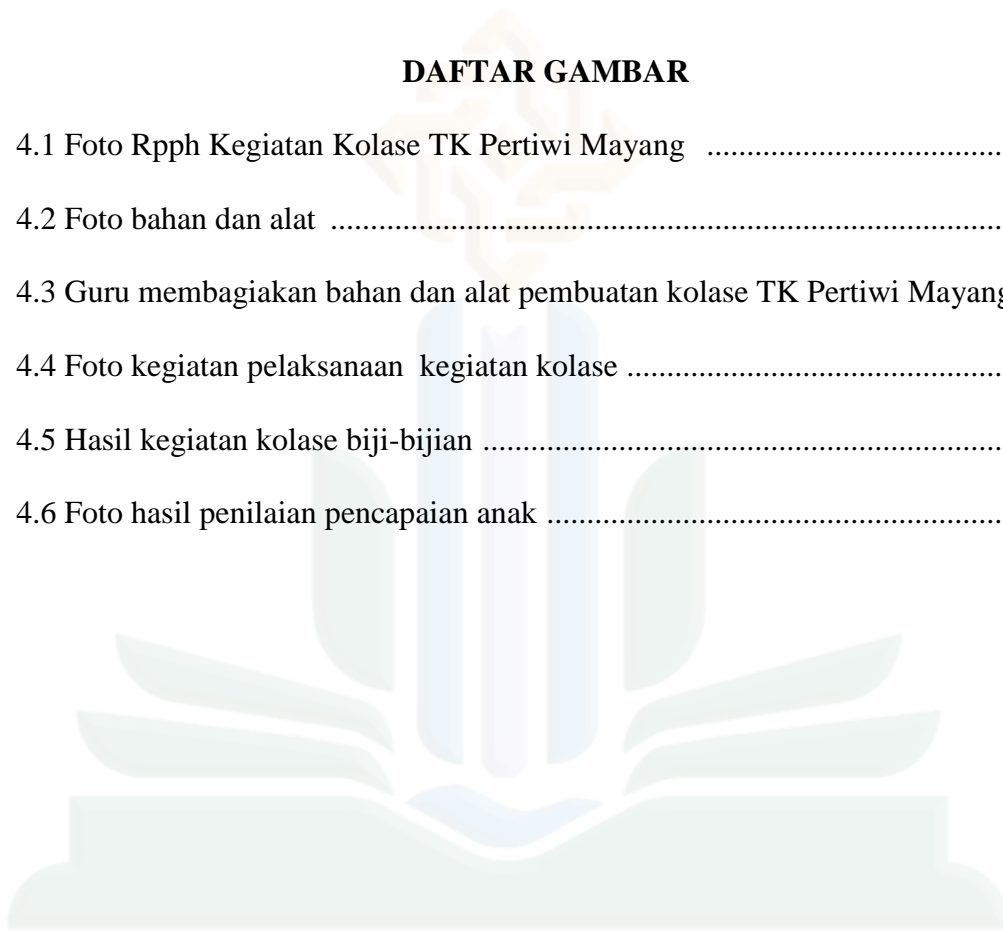 DAFTAR GAMBAR
4.1 Foto Rpph Kegiatan Kolase TK Pertiwi Mayang ......................................
4.2 Foto bahan dan alat .....................................................................................
4.3 Guru membagiakan bahan dan alat pembuatan kolase TK Pertiwi Mayang
4.4 Foto kegiatan pelaksanaan kegiatan kolase ................................................
4.5 Hasil kegiatan kolase biji-bijian ..................................................................
4.6 Foto hasil penilaian pencapaian anak ..........................................................